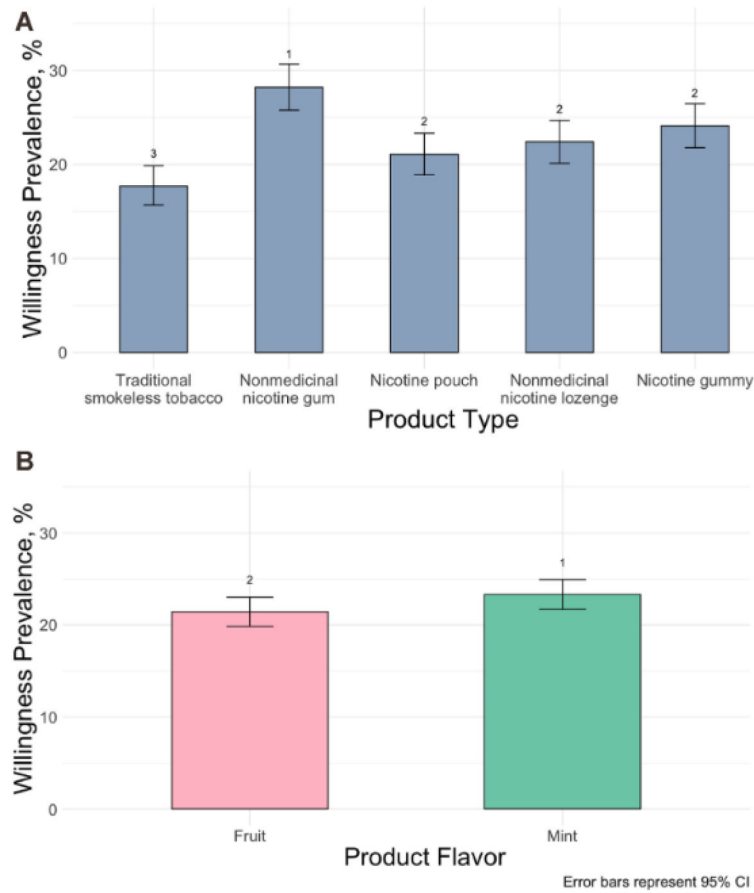 A
Willingness Prevalence, %
30
20
10
0
3
1
2
2
2
Traditional
smokeless tobacco
Nonmedicinal
nicotine gum
Nicotine pouch
Nonmedicinal
nicotine lozenge
Nicotine gummy
Product Type
B
Willingness Prevalence, %
30
20
10
0
2
1
Fruit
Mint
Product Flavor
Error bars represent 95% CI